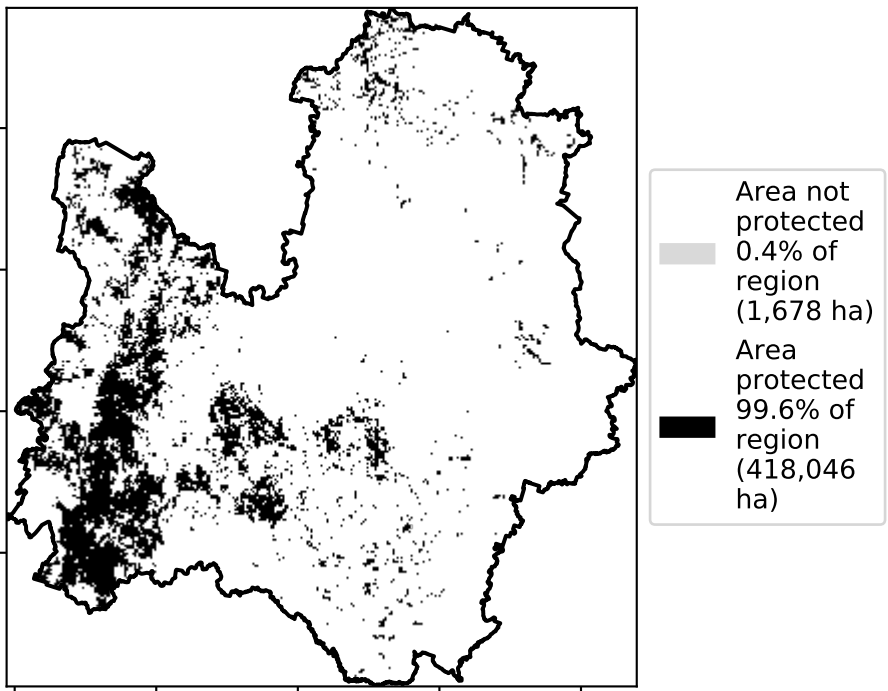 Area not
protected
0.4% of
region
(1,678 ha)
Area
protected
99.6% of
region
(418,046
ha)